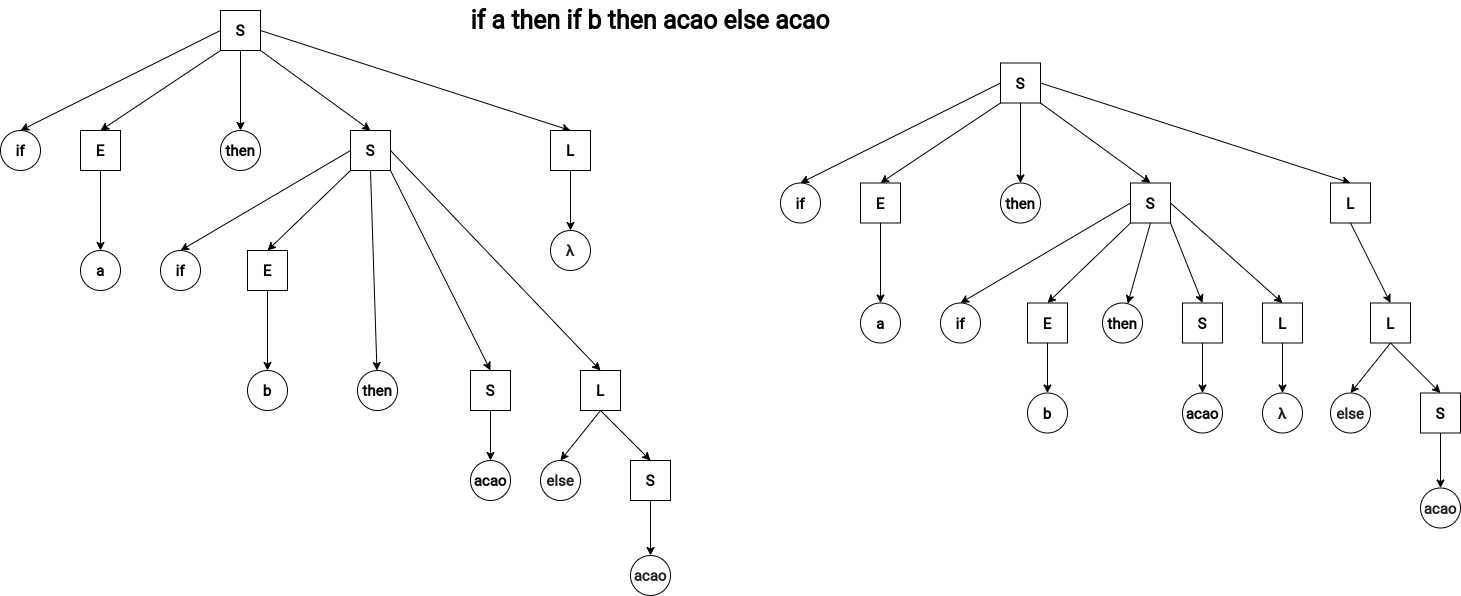 if a then if b then acao else acao
S
if
E
then
S
L
a
if
E
λ
b
then
S
L
acao
else
S
acao
S
if
E
then
S
L
a
if
E
then
S
L
L
b
acao
λ
else
S
acao